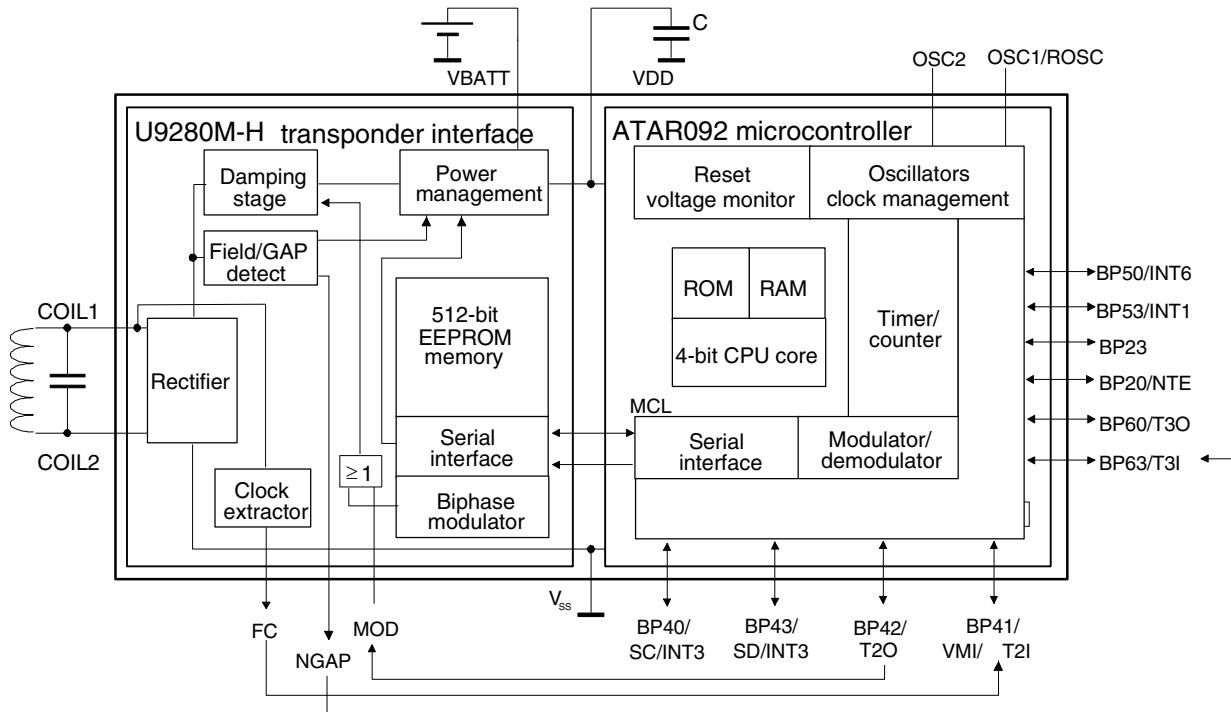 C
OSC2
OSC1/ROSC
VBATT
VDD
U9280M-H transponder interface
ATAR092 microcontroller
Damping
stage
Power
management
Reset
voltage monitor
Oscillators
clock management
Field/GAP
detect
COIL1
COIL2
Rectifier
Clock
extractor
512-bit
EEPROM
memory
Serial
interface
Biphase
modulator
≥1
ROM
RAM
4-bit CPU core
Timer/
counter
MCL
Serial
interface
Modulator/
demodulator
BP50/INT6
BP53/INT1
BP23
BP20/NTE
BP60/T3O
BP63/T3I
VSS
FC
NGAP
MOD
BP40/
SC/INT3
BP43/
SD/INT3
BP42/
T2O
BP41/
VMI/ T2I